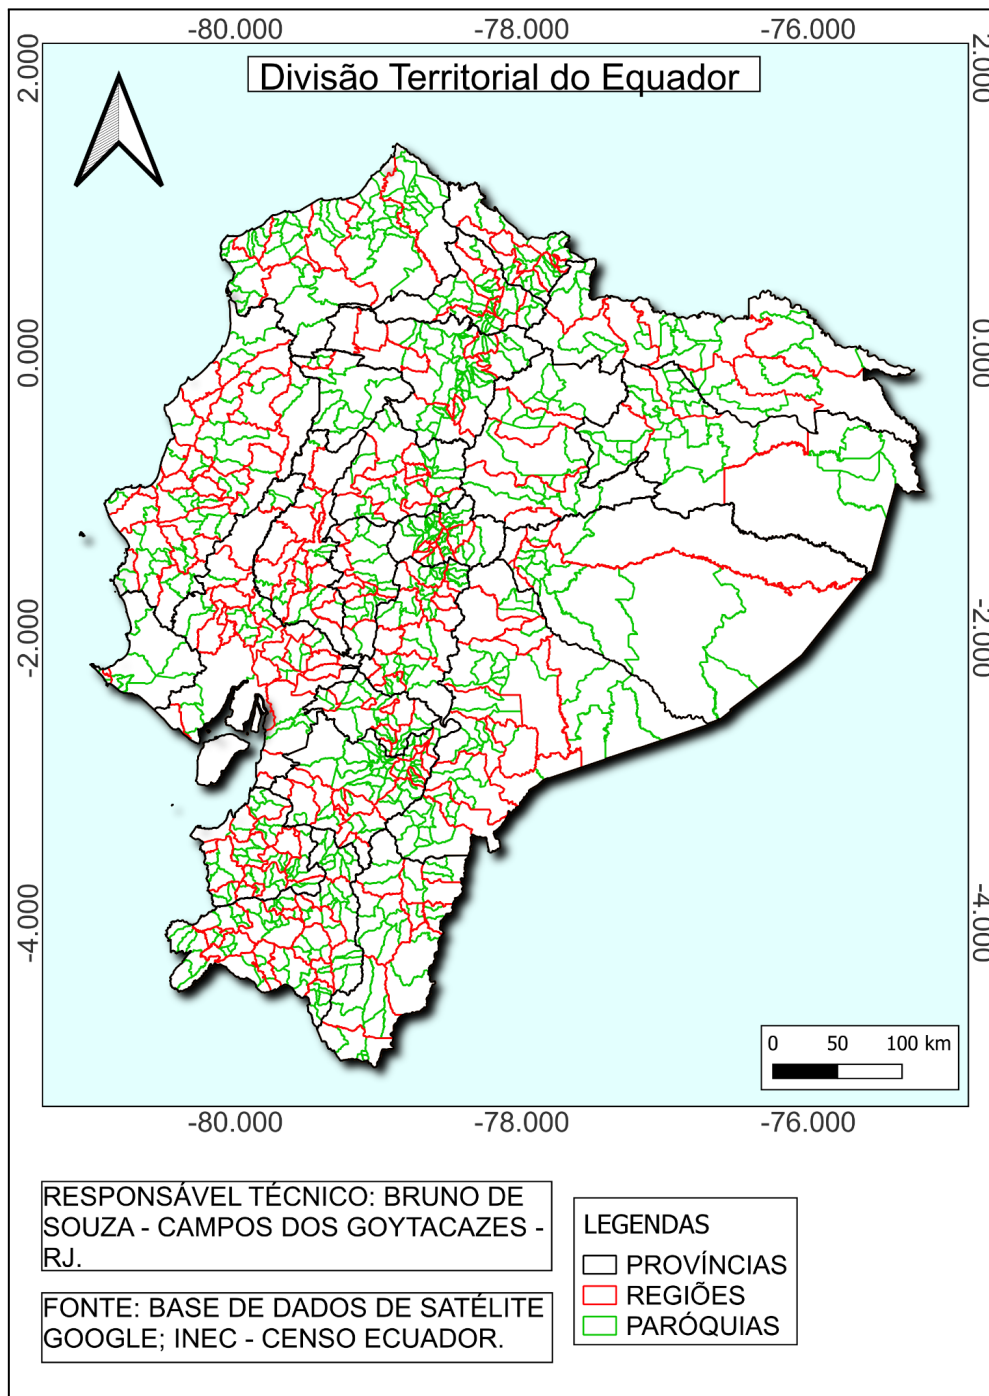 -80.000 -78.000 -76.000
2.000 2.000
Divisão Territorial do Equador
0.000 0.000
-2.000 -2.000
-4.000 -4.000
0 50 100 km
-80.000 -78.000 -76.000
RESPONSÁVEL TÉCNICO: BRUNO DE
SOUZA - CAMPOS DOS GOYTACAZES -
RJ.
FONTE: BASE DE DADOS DE SATÉLITE
GOOGLE; INEC - CENSO ECUADOR.
LEGENDAS
PROVÍNCIAS
REGIÕES
PARÓQUIAS